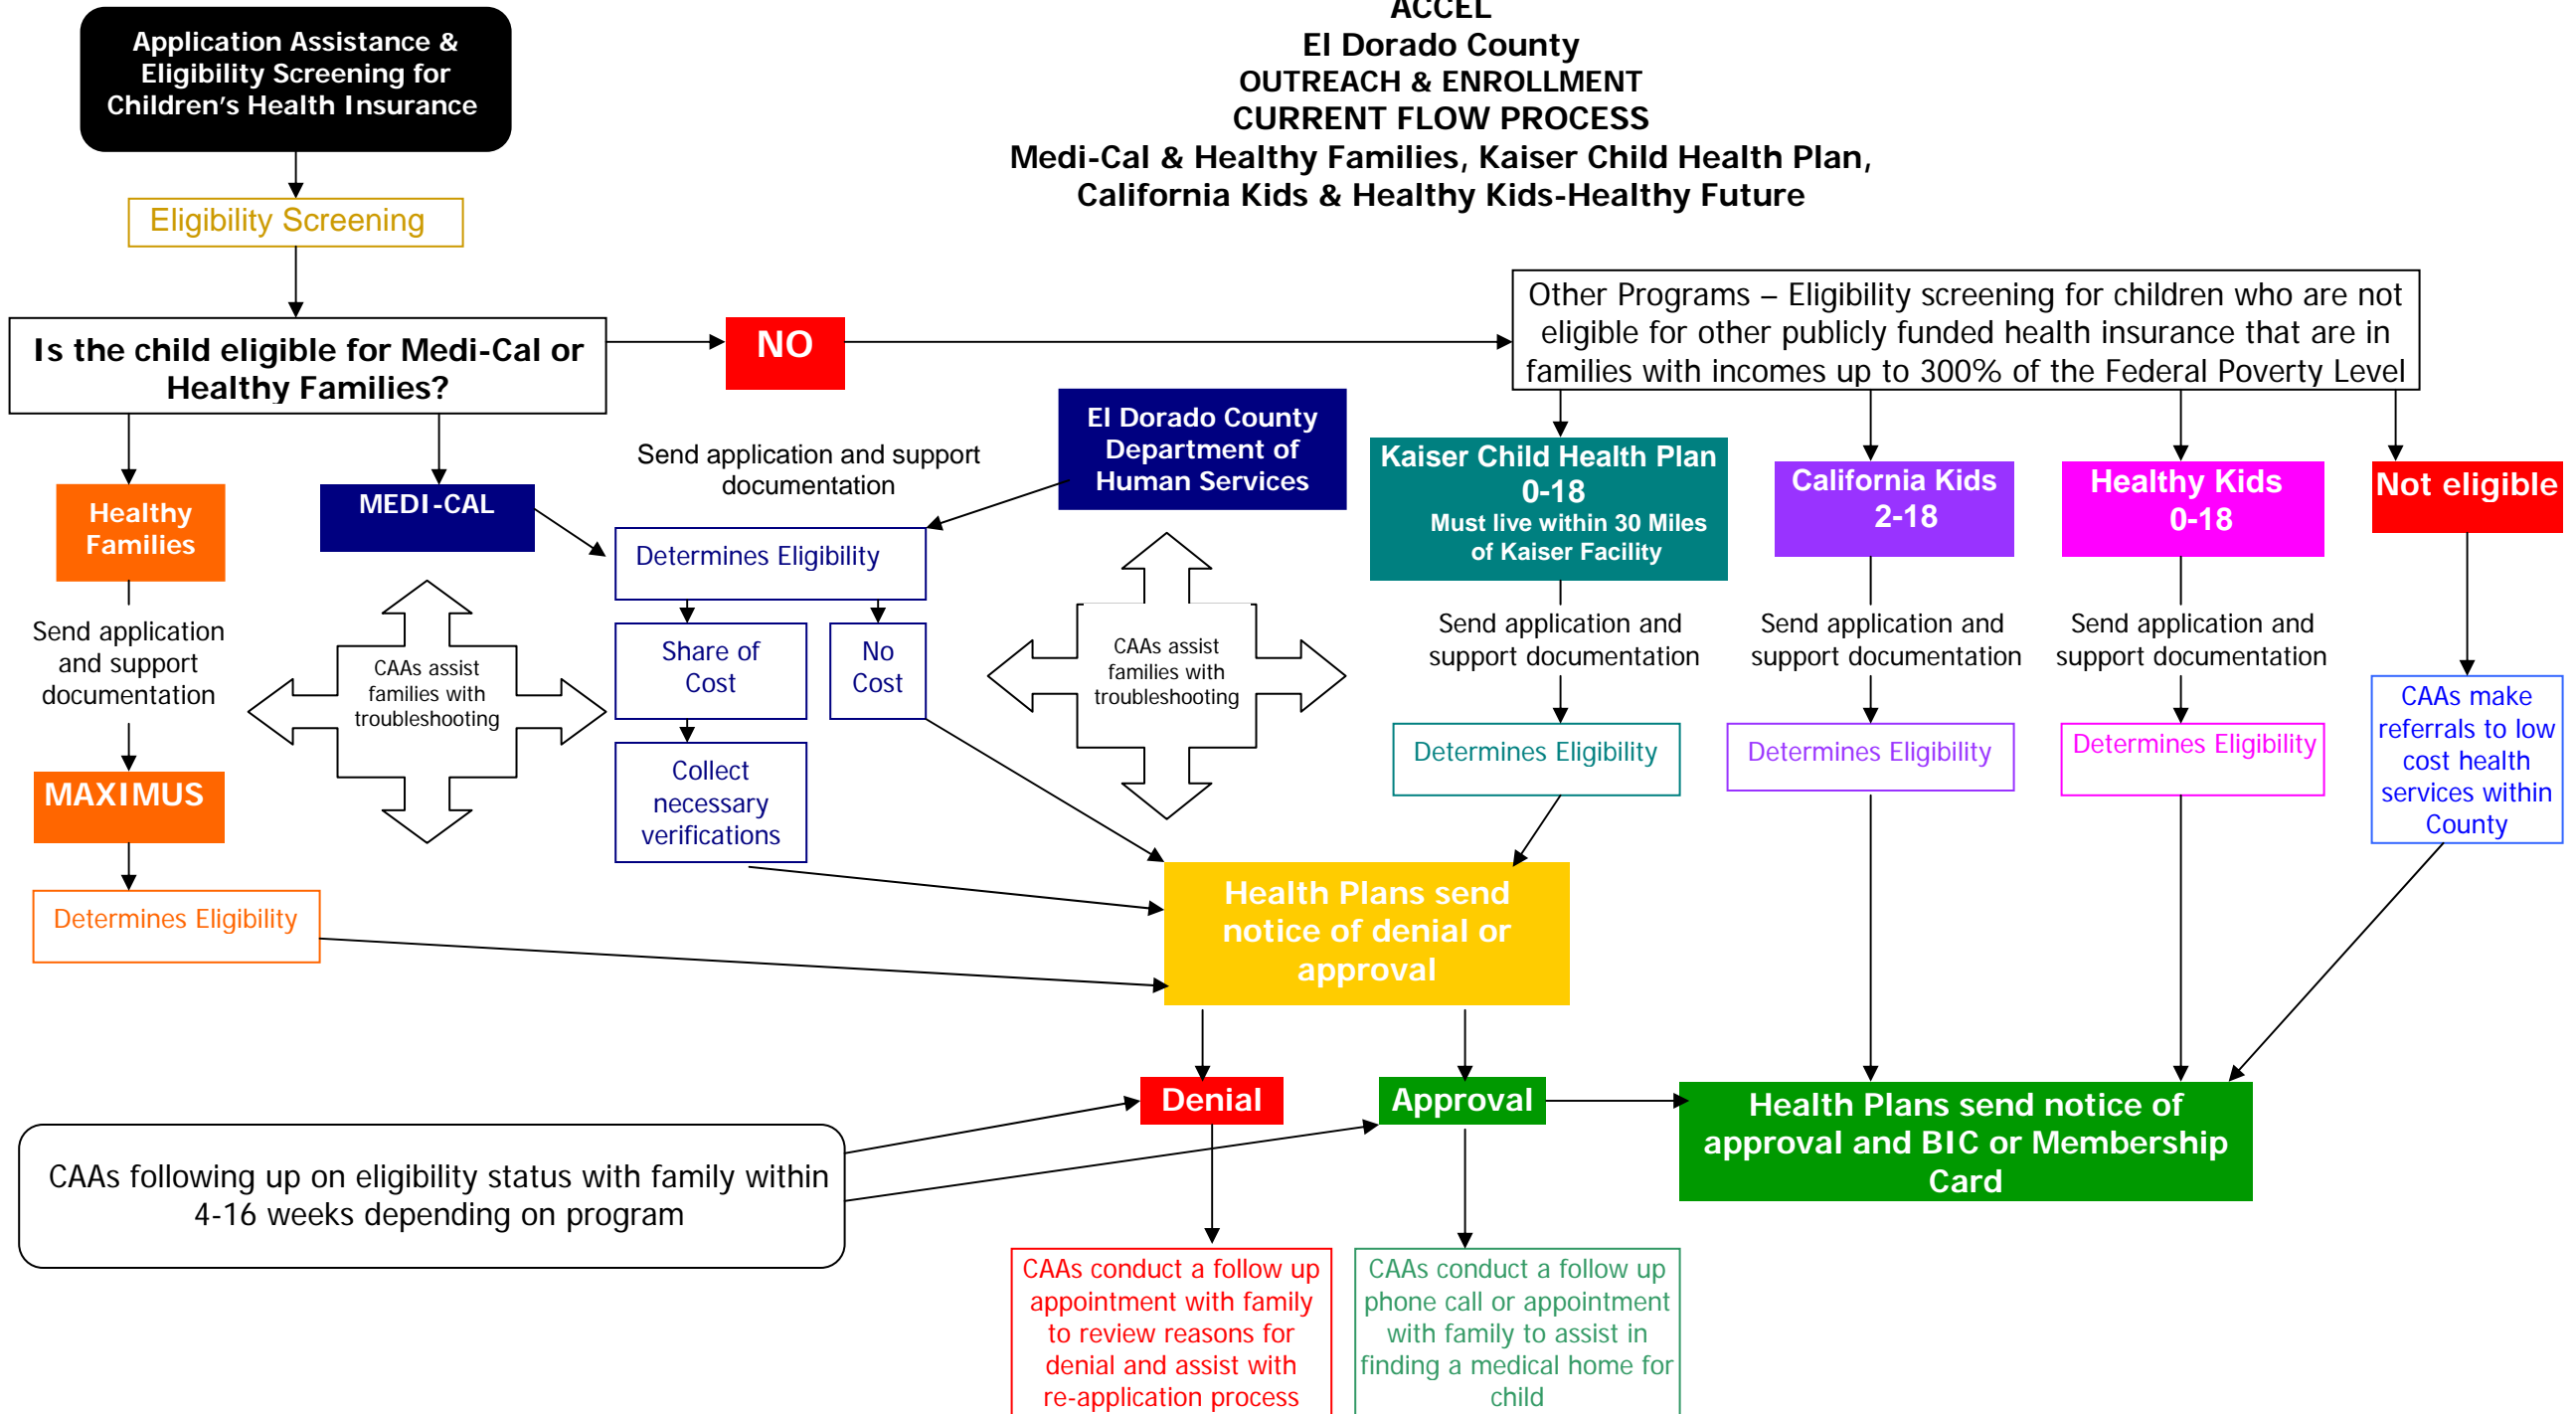 ACCEL
El Dorado County
OUTREACH & ENROLLMENT
CURRENT FLOW PROCESS
Medi-Cal & Healthy Families, Kaiser Child Health Plan,
California Kids & Healthy Kids-Healthy Future
Application Assistance &
Eligibility Screening for
Children's Health Insurance
Eligibility Screening
Is the child eligible for Medi-Cal or
Healthy Families?
NO
Other Programs – Eligibility screening for children who are not
eligible for other publicly funded health insurance that are in
families with incomes up to 300% of the Federal Poverty Level
Healthy
Families
Send application
and support
documentation
MAXIMUS
Determines Eligibility
MEDI-CAL
CAAs assist
families with
troubleshooting
Send application and support
documentation
El Dorado County
Department of
Human Services
Determines Eligibility
Share of
Cost
No
Cost
Collect
necessary
verifications
CAAs assist
families with
troubleshooting
Kaiser Child Health Plan
0-18
Must live within 30 Miles
of Kaiser Facility
Send application and
support documentation
Determines Eligibility
California Kids
2-18
Send application and
support documentation
Determines Eligibility
Healthy Kids
0-18
Send application and
support documentation
Determines Eligibility
Not eligible
CAAs make
referrals to low
cost health
services within
County
Health Plans send
notice of denial or
approval
Denial
Approval
Health Plans send notice of
approval and BIC or Membership
Card
CAAs following up on eligibility status with family within
4-16 weeks depending on program
CAAs conduct a follow up
appointment with family
to review reasons for
denial and assist with
re-application process
CAAs conduct a follow up
phone call or appointment
with family to assist in
finding a medical home for
child